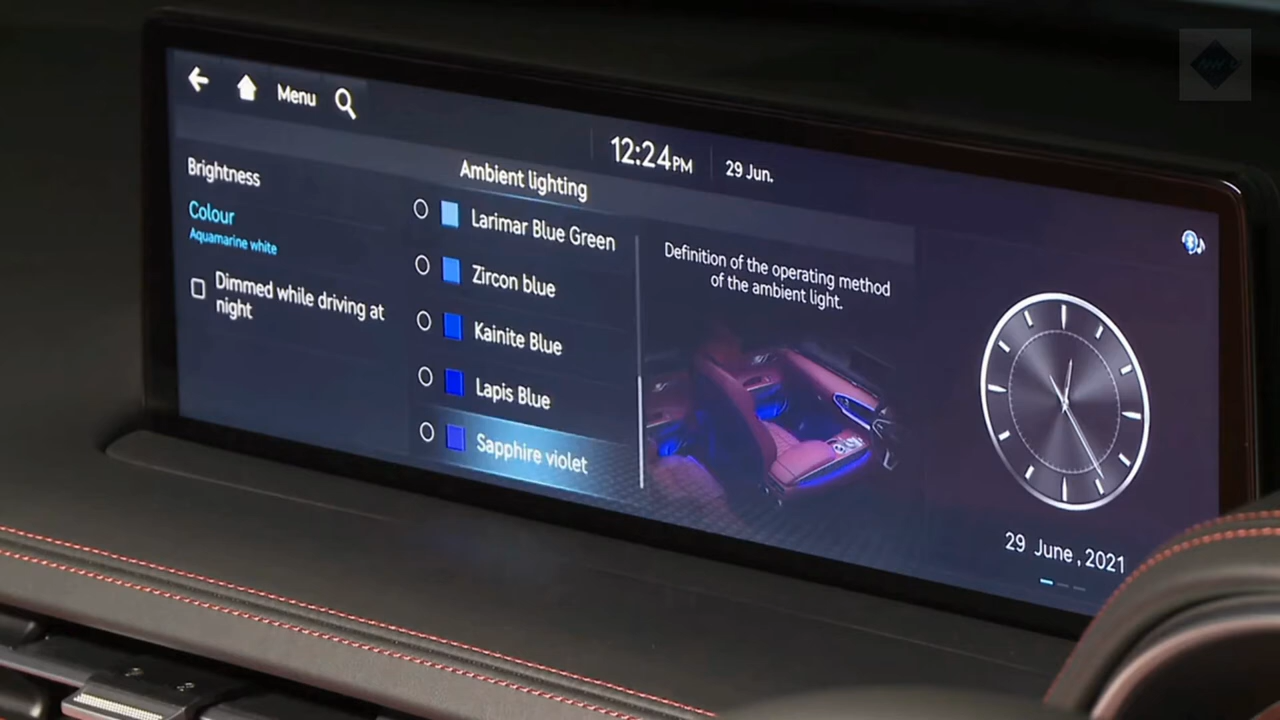 Menu
12:24PM
29 Jun.
Ambient lighting
Brightness
Colour
Aquamarine white
Dimmed while driving at
night
Larimar Blue Green
Zircon blue
Kainite Blue
Lapis Blue
Sapphire violet
Definition of the operating method
of the ambient light.
29 June, 2021